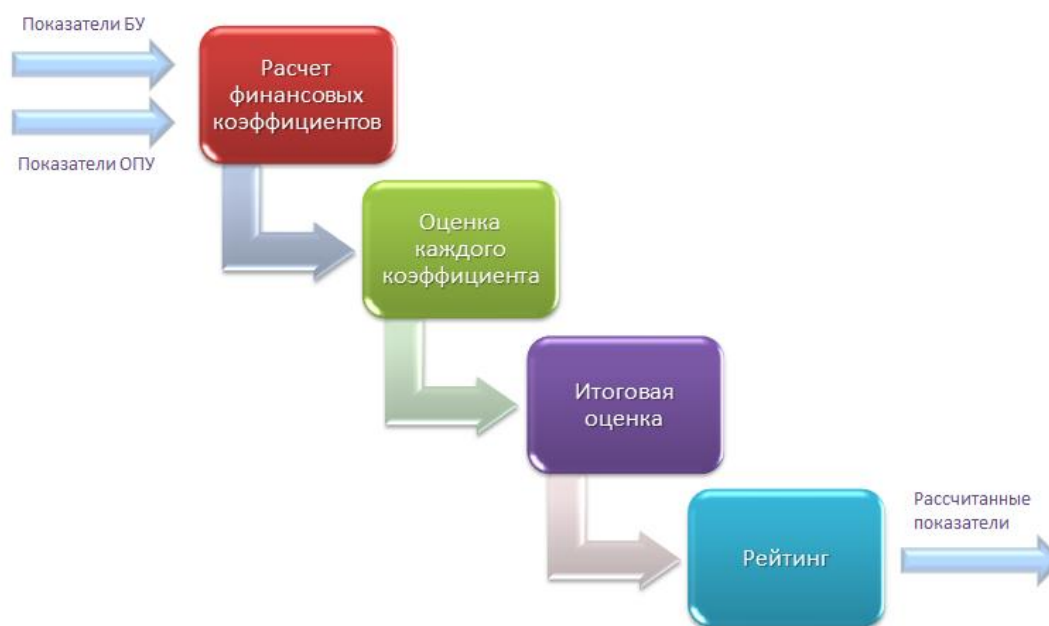 Показатели БУ
Расчет
финансовых
коэффициентов
Показатели ОПУ
Оценка
каждого
коэффициента
Итоговая
оценка
Рассчитанные
показатели
Рейтинг